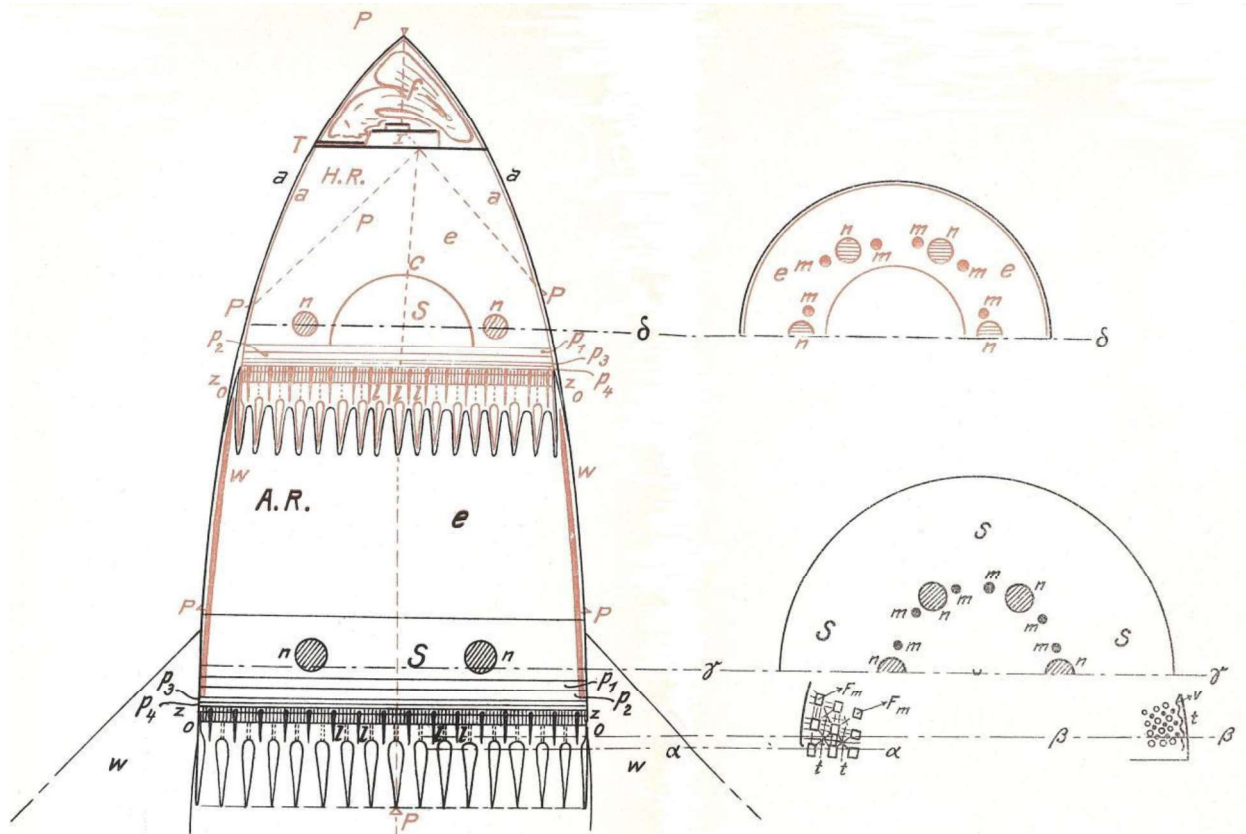 P
f
I
T
a a
H.R.
a a
P
e
C
P P
n S n
δ δ
p₂ p₁
p₃
p₄
z z
o l l l o
w w
A.R. e
P P
n S n
γ γ
p₁
p₃ p₂
p₄
z z
o l l l l o
w w
α α
β β
P
n n
m m
m m
e e
m m
n n
S
m
n m n
m m
S S
m m
n n
Fₘ
Fₘ
t t
v
t